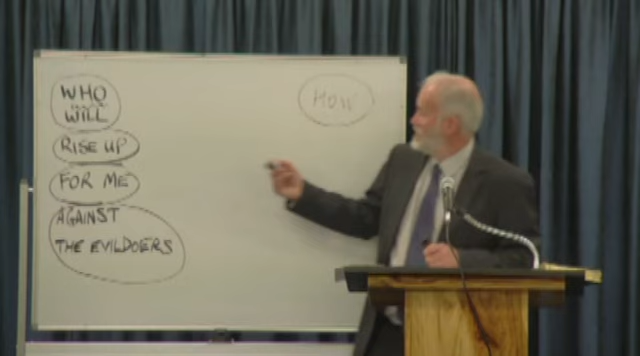 WHO
WILL
HOW
RISE UP
FOR ME
AGAINST
THE EVILDOERS